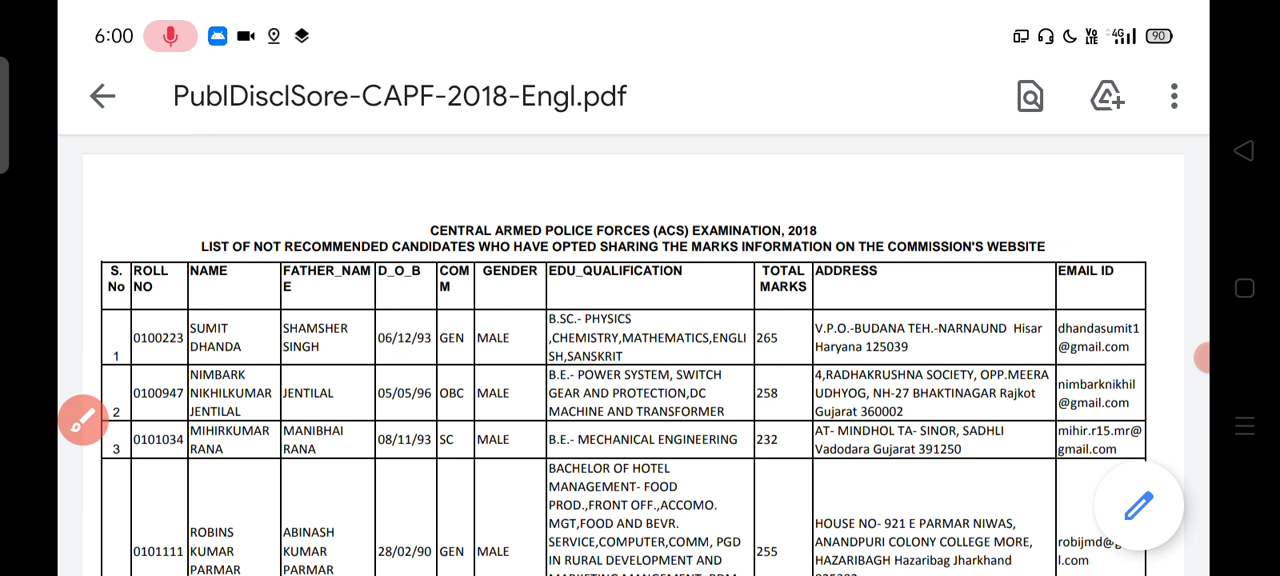 6:00
Vo LTE 4G 90
PublDisclSore-CAPF-2018-Engl.pdf
CENTRAL ARMED POLICE FORCES (ACS) EXAMINATION, 2018
LIST OF NOT RECOMMENDED CANDIDATES WHO HAVE OPTED SHARING THE MARKS INFORMATION ON THE COMMISSION'S WEBSITE
S. No ROLL NO NAME FATHER_NAME D_O_B COMM GENDER EDU_QUALIFICATION TOTAL MARKS ADDRESS EMAIL ID
1 0100223 SUMIT DHANDA SHAMSHER SINGH 06/12/93 GEN MALE B.SC.- PHYSICS ,CHEMISTRY,MATHEMATICS,ENGLISH,SANSKRIT 265 V.P.O.-BUDANA TEH.-NARNAUND Hisar Haryana 125039 dhandasumit1@gmail.com
2 0100947 NIMBARK NIKHILKUMAR JENTILAL JENTILAL 05/05/96 OBC MALE B.E.- POWER SYSTEM, SWITCH GEAR AND PROTECTION,DC MACHINE AND TRANSFORMER 258 4,RADHAKRUSHNA SOCIETY, OPP.MEERA UDHYOG, NH-27 BHAKTINAGAR Rajkot Gujarat 360002 nimbarknikhil@gmail.com
3 0101034 MIHIRKUMAR RANA MANIBHAI RANA 08/11/93 SC MALE B.E.- MECHANICAL ENGINEERING 232 AT- MINDHOL TA- SINOR, SADHLI Vadodara Gujarat 391250 mihir.r15.mr@gmail.com
0101111 ROBINS KUMAR PARMAR ABINASH KUMAR PARMAR 28/02/90 GEN MALE BACHELOR OF HOTEL MANAGEMENT- FOOD PROD.,FRONT OFF.,ACCOMO. MGT,FOOD AND BEVR. SERVICE,COMPUTER,COMM, PGD IN RURAL DEVELOPMENT AND 255 HOUSE NO- 921 E PARMAR NIWAS, ANANDPURI COLONY COLLEGE MORE, HAZARIBAGH Hazaribag Jharkhand